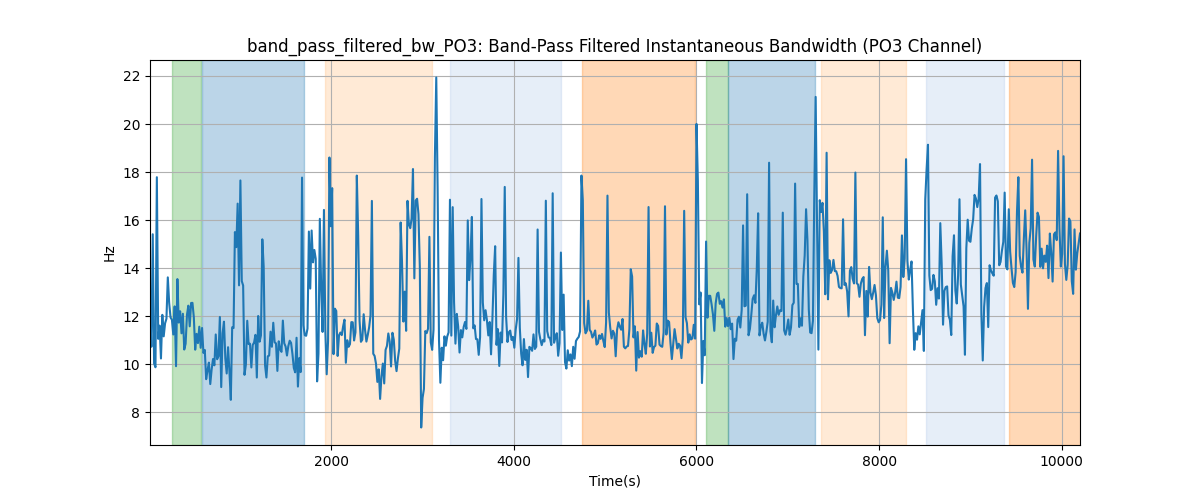 band_pass_filtered_bw_PO3: Band-Pass Filtered Instantaneous Bandwidth (PO3 Channel)
22
20
18
16
14
12
10
8
Hz
2000 4000 6000 8000 10000
Time(s)